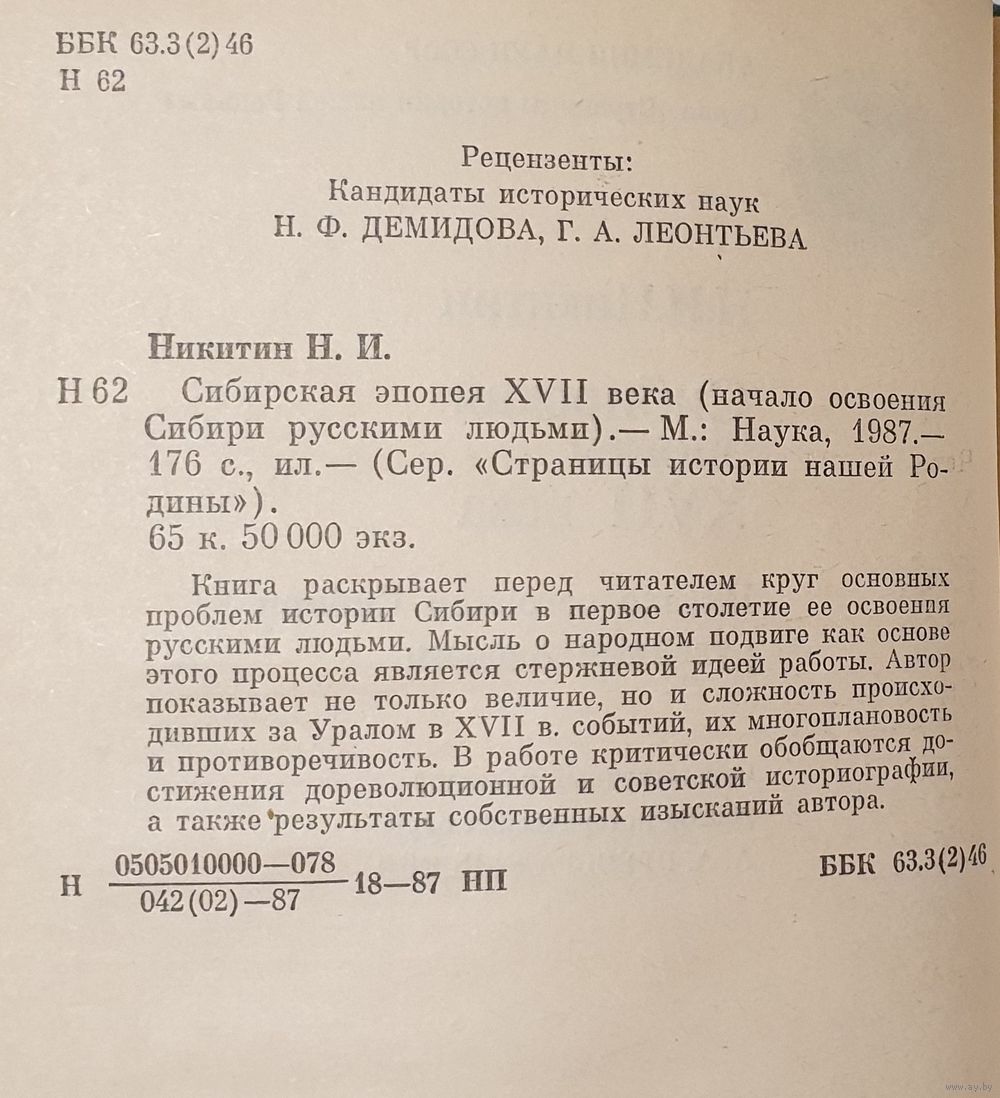 ББК 63.3(2)46
Н 62
Рецензенты:
Кандидаты исторических наук
Н. Ф. ДЕМИДОВА, Г. А. ЛЕОНТЬЕВА
Никитин Н. И.
Н 62 Сибирская эпопея XVII века (начало освоения
Сибири русскими людьми).— М.: Наука, 1987.—
176 с., ил.— (Сер. «Страницы истории нашей Ро-
дины»).
65 к. 50 000 экз.
Книга раскрывает перед читателем круг основных
проблем истории Сибири в первое столетие ее освоения
русскими людьми. Мысль о народном подвиге как основе
этого процесса является стержневой идеей работы. Автор
показывает не только величие, но и сложность происхо-
дивших за Уралом в XVII в. событий, их многоплановость
и противоречивость. В работе критически обобщаются до-
стижения дореволюционной и советской историографии,
а также результаты собственных изысканий автора.
Н 0505010000—078
042(02)—87 18—87 НП
ББК 63.3(2)46
www.ay.by